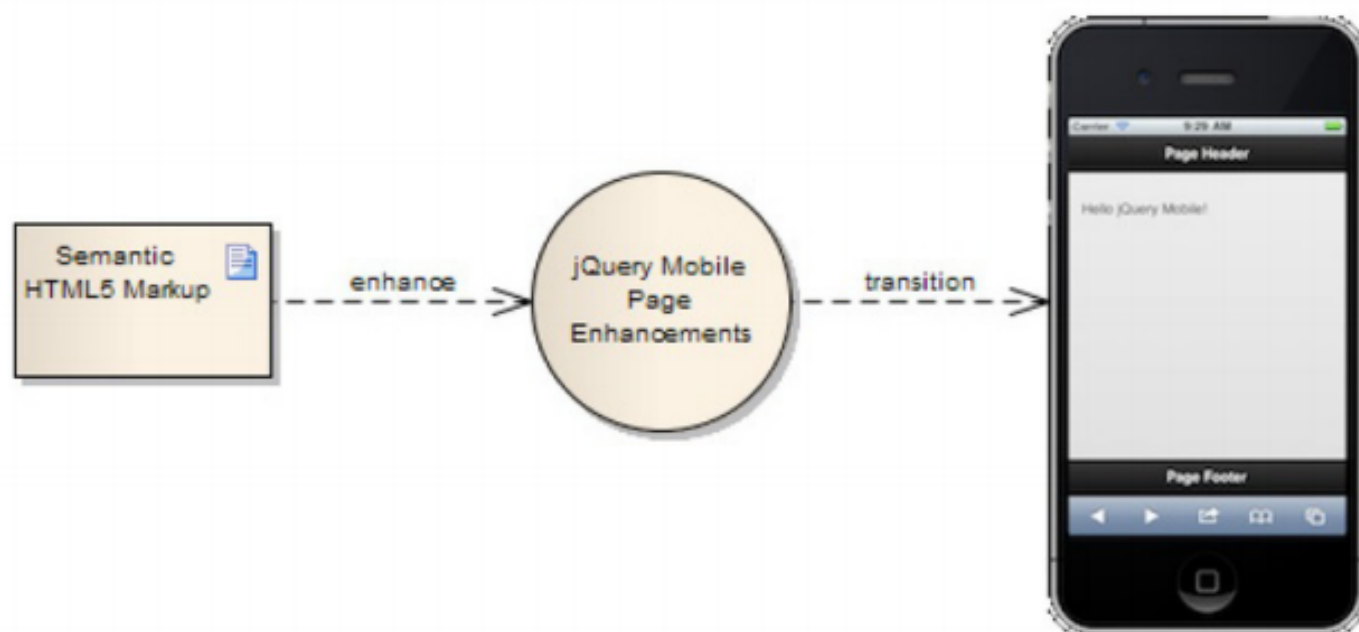 Semantic
HTML5 Markup
enhance
jQuery Mobile
Page
Enhancements
transition
Carrier
9:29 AM
Page Header
Hello jQuery Mobile!
Page Footer